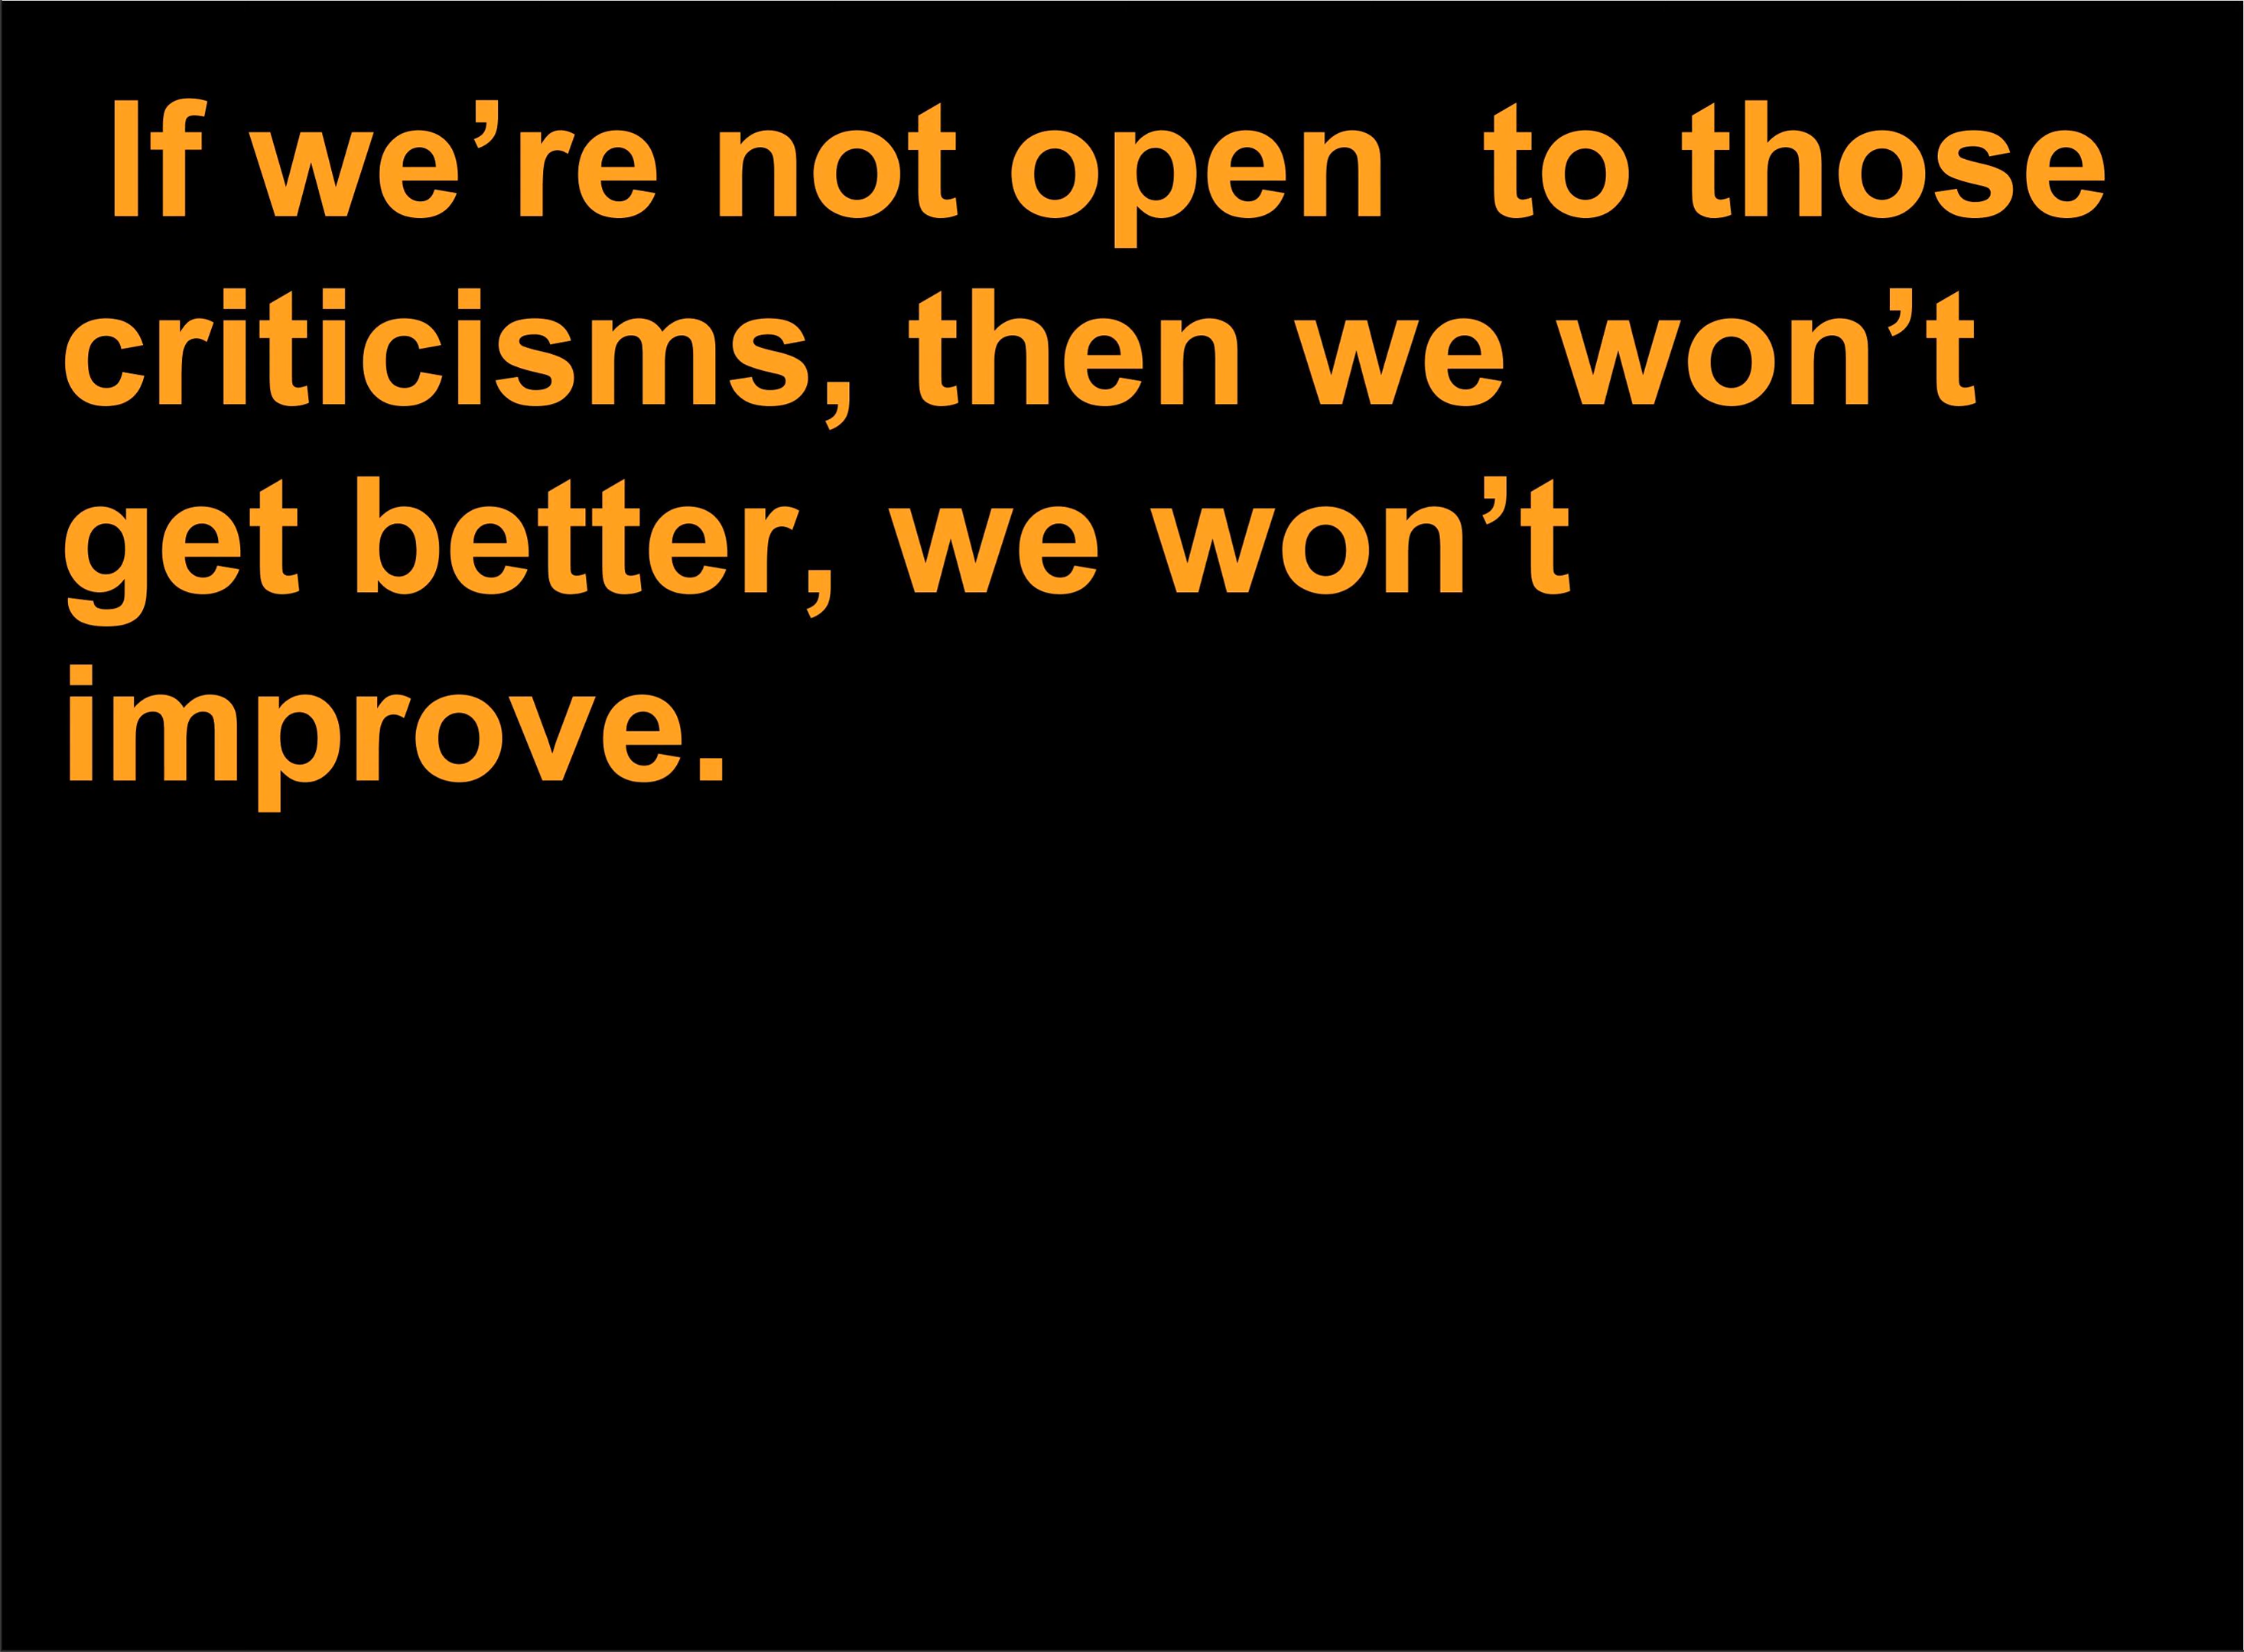 If we’re not open  to those
criticisms, then we won’t
get better, we won’t
improve.